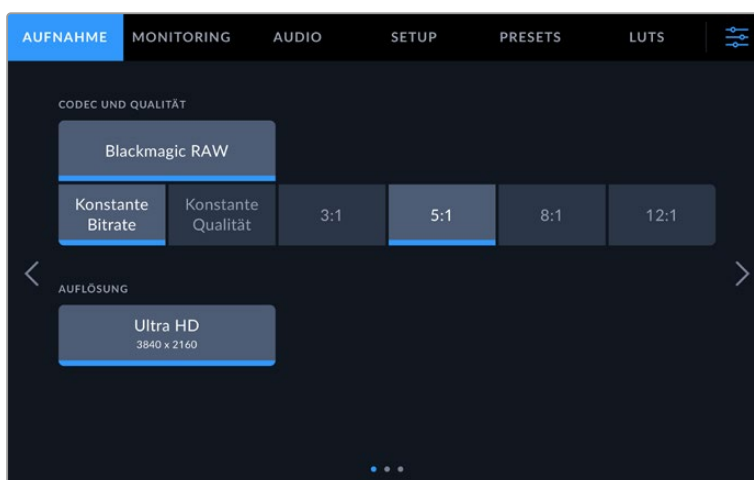 AUFNAHME MONITORING AUDIO SETUP PRESETS LUTS
CODEC UND QUALITÄT
Blackmagic RAW
Konstante Bitrate Konstante Qualität 3:1 5:1 8:1 12:1
AUFLÖSUNG
Ultra HD
3840 x 2160